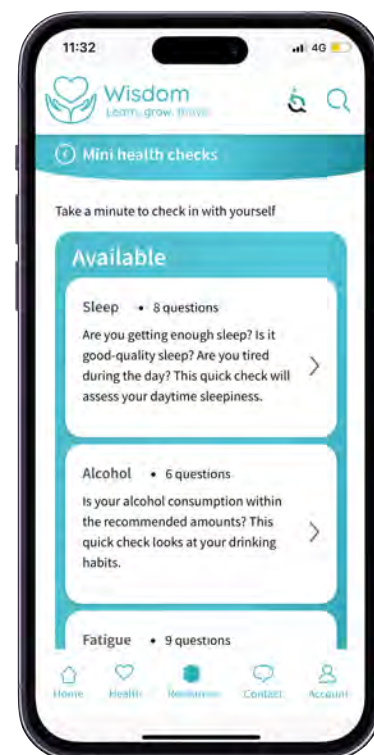 11:32
4G
Wisdom
Learn, grow, thrive
Mini health checks
Take a minute to check in with yourself
Available
Sleep • 8 questions
Are you getting enough sleep? Is it
good-quality sleep? Are you tired
during the day? This quick check will
assess your daytime sleepiness.
Alcohol • 6 questions
Is your alcohol consumption within
the recommended amounts? This
quick check looks at your drinking
habits.
Fatigue • 9 questions
Home Health Resources Contact Account